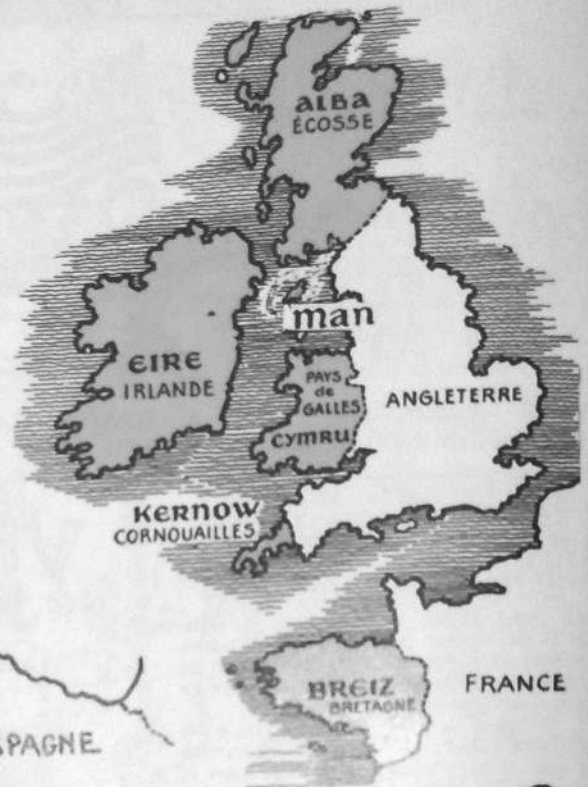 ALBA
ÉCOSSE
man
EIRE
IRLANDE
PAYS
de
GALLES
CYMRU
ANGLETERRE
KERNOW
CORNOUAILLES
BREIZ
BRETAGNE
FRANCE
PAGNE